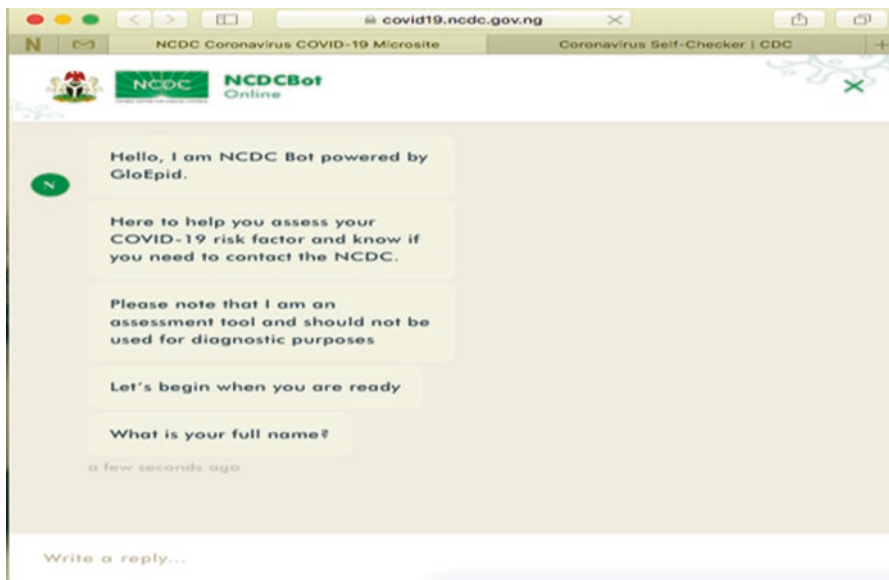 covid19.ncdc.gov.ng
N
NCDC Coronavirus COVID-19 Microsite
Coronavirus Self-Checker | CDC
NCDC
NCDCBot
Online
Hello, I am NCDC Bot powered by
GloEpid.
N
Here to help you assess your
COVID-19 risk factor and know if
you need to contact the NCDC.
Please note that I am an
assessment tool and should not be
used for diagnostic purposes
Let's begin when you are ready
What is your full name?
a few seconds ago
Write a reply...